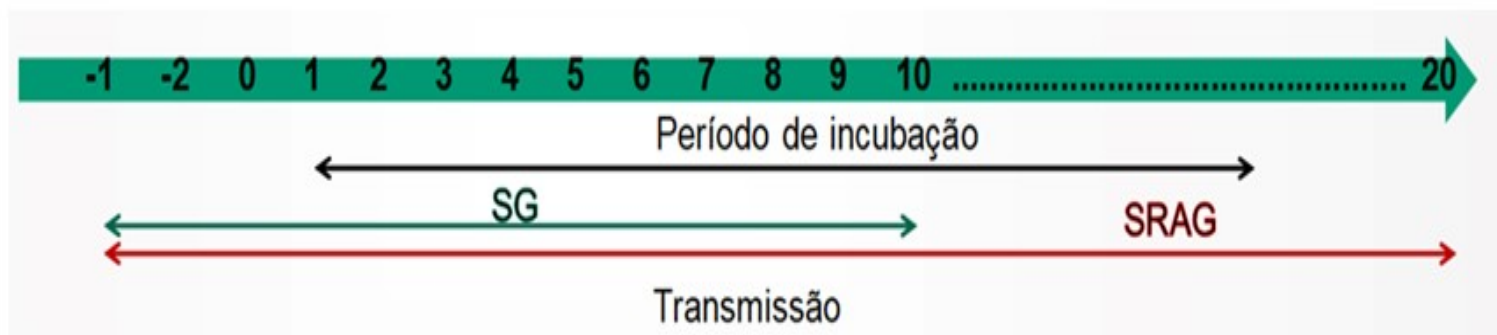 -1 -2 0 1 2 3 4 5 6 7 8 9 10 ................................................ 20
Período de incubação
SG
SRAG
Transmissão